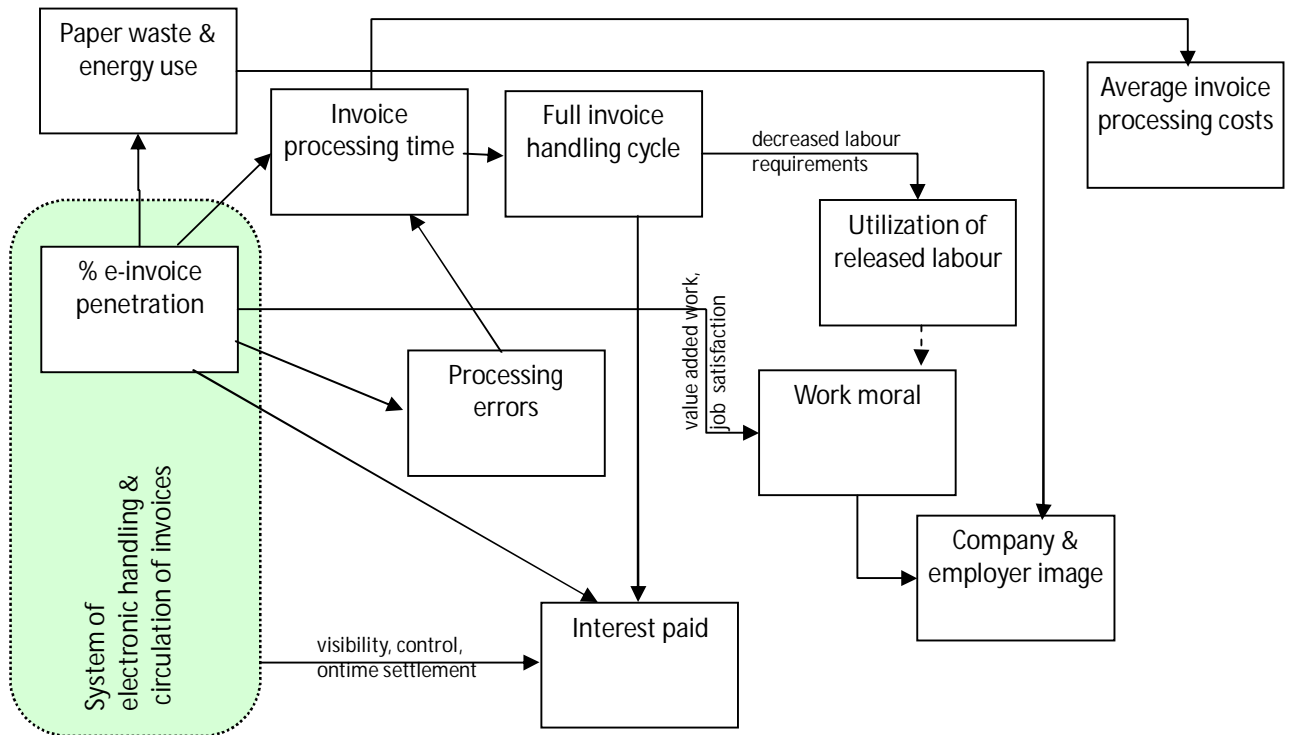 Paper waste &
energy use
Invoice
processing time
Full invoice
handling cycle
Average invoice
processing costs
decreased labour
requirements
Utilization of
released labour
% e-invoice
penetration
value added work,
job satisfaction
Processing
errors
Work moral
System of
electronic handling &
circulation of invoices
Company &
employer image
Interest paid
visibility, control,
ontime settlement